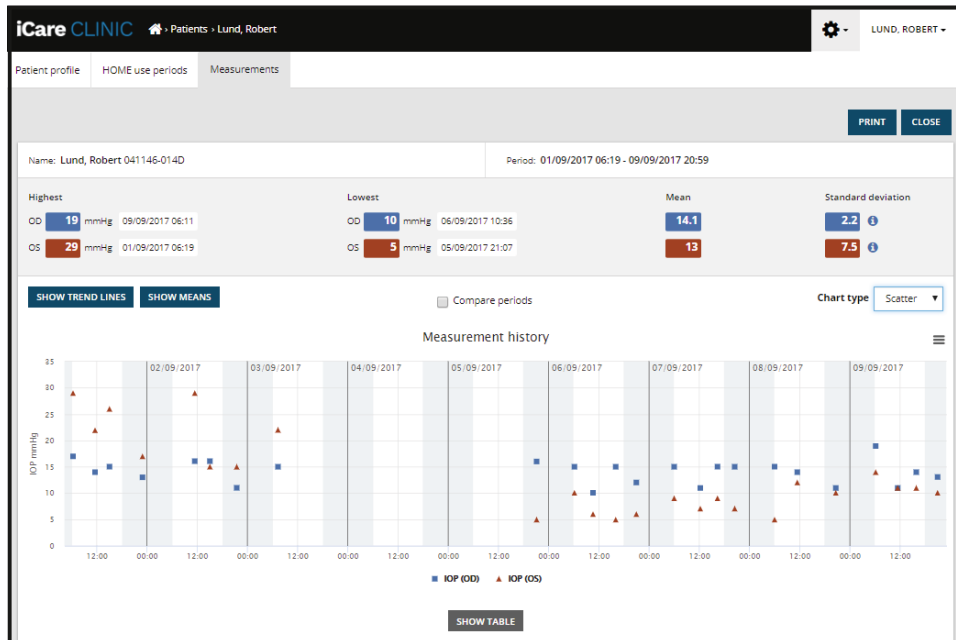 iCare CLINIC › Patients › Lund, Robert LUND, ROBERT
Patient profile HOME use periods Measurements
PRINT CLOSE
Name: Lund, Robert 041146-014D Period: 01/09/2017 06:19 - 09/09/2017 20:59
Highest Lowest Mean Standard deviation
OD 19 mmHg 09/09/2017 06:11 OD 10 mmHg 06/09/2017 10:36 14.1 2.2
OS 29 mmHg 01/09/2017 06:19 OS 5 mmHg 05/09/2017 21:07 13 7.5
SHOW TREND LINES SHOW MEANS Compare periods Chart type Scatter
Measurement history
02/09/2017 03/09/2017 04/09/2017 05/09/2017 06/09/2017 07/09/2017 08/09/2017 09/09/2017
IOP mmHg
35
30
25
20
15
10
5
0
12:00 00:00 12:00 00:00 12:00 00:00 12:00 00:00 12:00 00:00 12:00 00:00 12:00 00:00 12:00 00:00 12:00
IOP (OD) IOP (OS)
SHOW TABLE